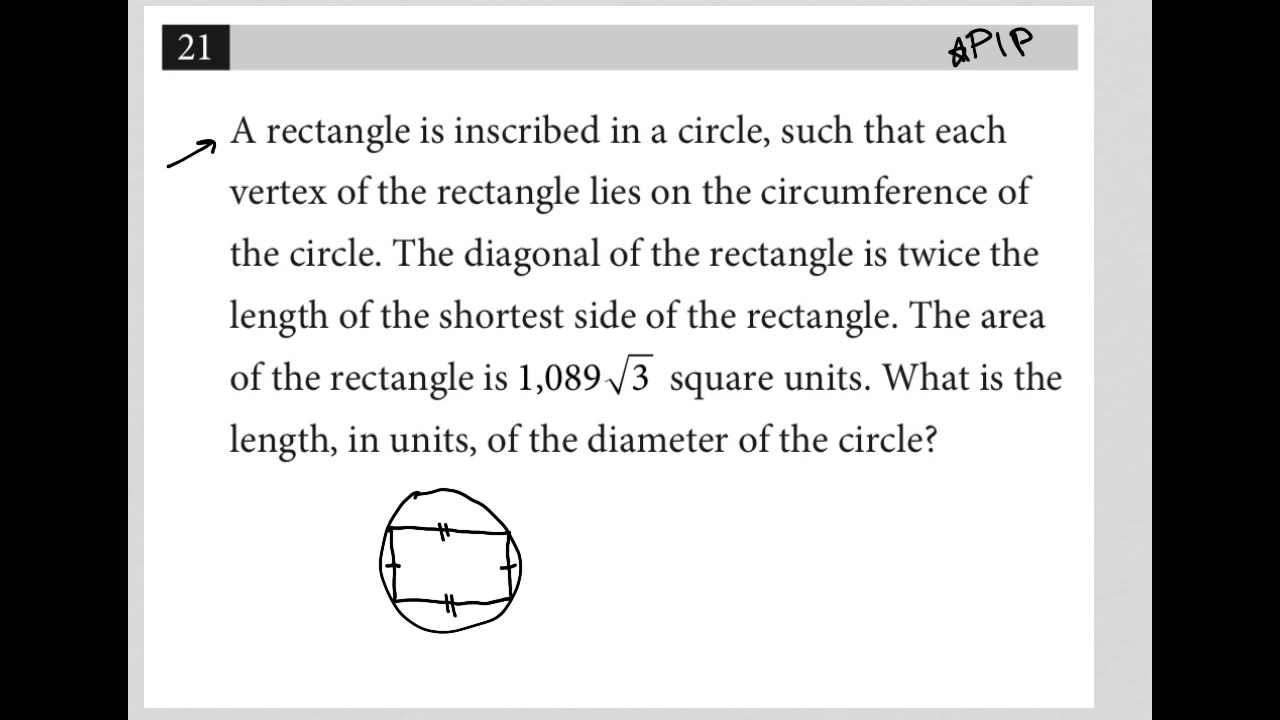 21
☆PIP
A rectangle is inscribed in a circle, such that each
vertex of the rectangle lies on the circumference of
the circle. The diagonal of the rectangle is twice the
length of the shortest side of the rectangle. The area
of the rectangle is 1,089√3 square units. What is the
length, in units, of the diameter of the circle?